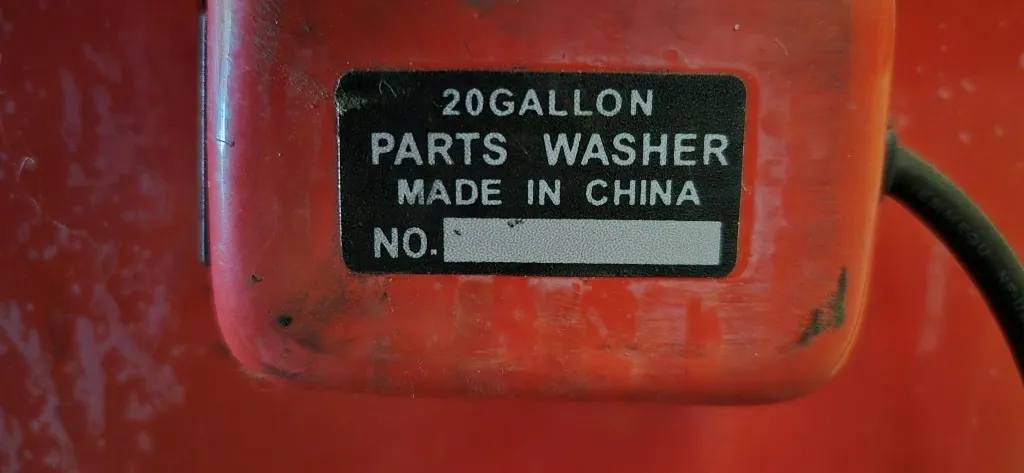 20GALLON
PARTS WASHER
MADE IN CHINA
NO.